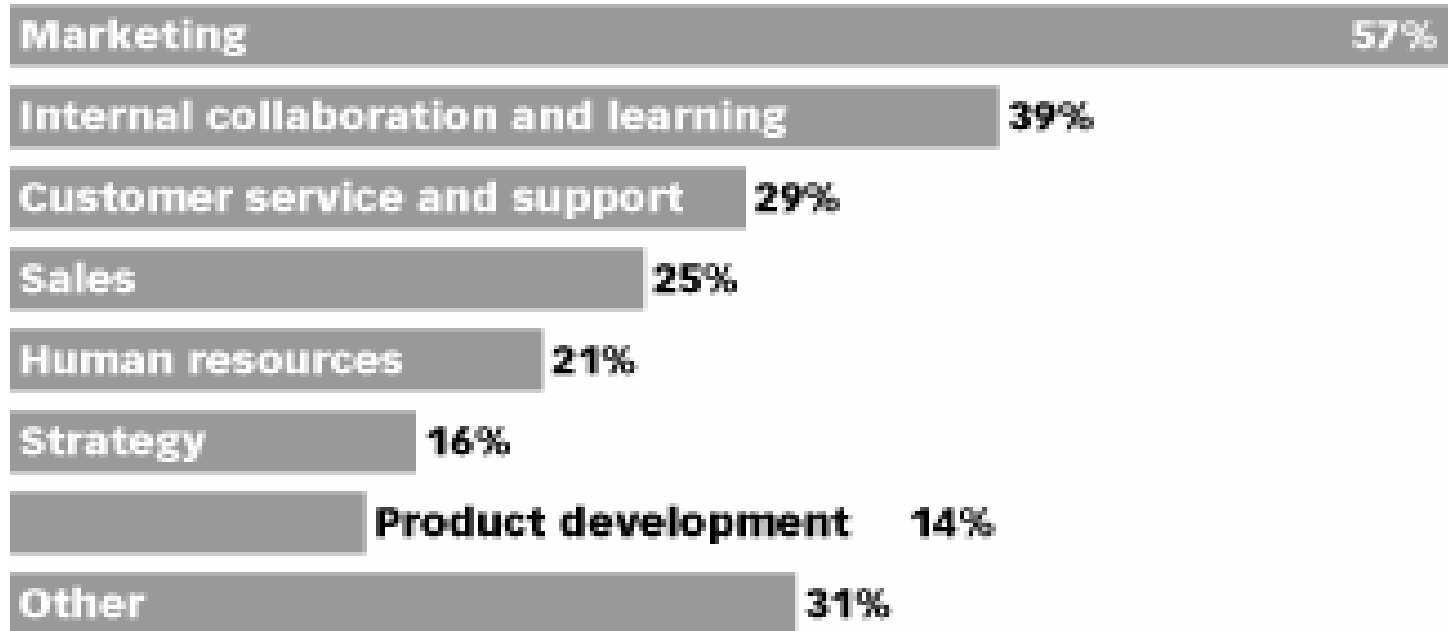 Marketing 57%
Internal collaboration and learning 39%
Customer service and support 29%
Sales 25%
Human resources 21%
Strategy 16%
Product development 14%
Other 31%